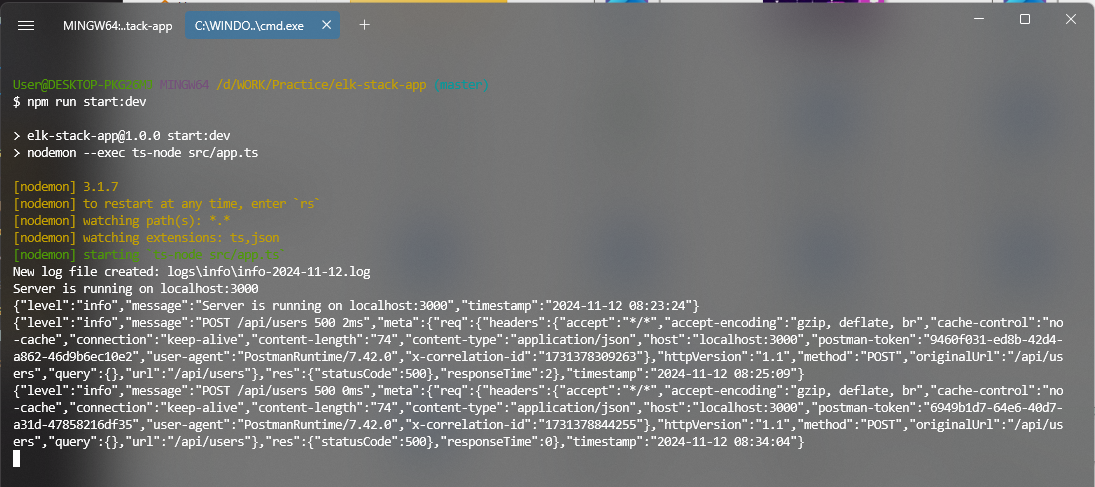 MINGW64:..tack-app
C:\WINDO..\cmd.exe
User@DESKTOP-PKG26MI MINGW64 /d/WORK/Practice/elk-stack-app (master)
$ npm run start:dev
> elk-stack-app@1.0.0 start:dev
> nodemon --exec ts-node src/app.ts
[nodemon] 3.1.7
[nodemon] to restart at any time, enter `rs`
[nodemon] watching path(s): *.*
[nodemon] watching extensions: ts,json
[nodemon] starting `ts-node src/app.ts`
New log file created: logs\info\info-2024-11-12.log
Server is running on localhost:3000
{"level":"info","message":"Server is running on localhost:3000","timestamp":"2024-11-12 08:23:24"}
{"level":"info","message":"POST /api/users 500 2ms","meta":{"req":{"headers":{"accept":"*/*","accept-encoding":"gzip, deflate, br","cache-control":"no
-cache","connection":"keep-alive","content-length":"74","content-type":"application/json","host":"localhost:3000","postman-token":"9460f031-ed8b-42d4-
a862-46d9b6ec10e2","user-agent":"PostmanRuntime/7.42.0","x-correlation-id":"1731378309263"},"httpVersion":"1.1","method":"POST","originalUrl":"/api/us
ers","query":{},"url":"/api/users"},"res":{"statusCode":500},"responseTime":2},"timestamp":"2024-11-12 08:25:09"}
{"level":"info","message":"POST /api/users 500 0ms","meta":{"req":{"headers":{"accept":"*/*","accept-encoding":"gzip, deflate, br","cache-control":"no
-cache","connection":"keep-alive","content-length":"74","content-type":"application/json","host":"localhost:3000","postman-token":"6949b1d7-64e6-40d7-
a31d-47858216df35","user-agent":"PostmanRuntime/7.42.0","x-correlation-id":"1731378844255"},"httpVersion":"1.1","method":"POST","originalUrl":"/api/us
ers","query":{},"url":"/api/users"},"res":{"statusCode":500},"responseTime":0},"timestamp":"2024-11-12 08:34:04"}